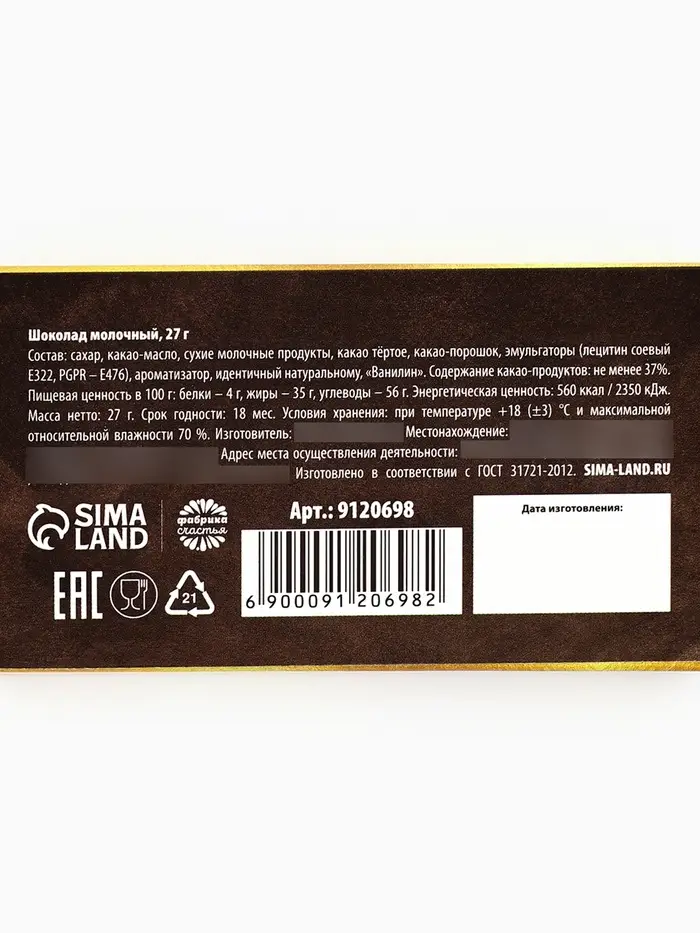 Шоколад молочный, 27 г
Состав: сахар, какао-масло, сухие молочные продукты, какао тёртое, какао-порошок, эмульгаторы (лецитин соевый
E322, PGPR – E476), ароматизатор, идентичный натуральному, «Ванилин». Содержание какао-продуктов: не менее 37%.
Пищевая ценность в 100 г: белки – 4 г, жиры – 35 г, углеводы – 56 г. Энергетическая ценность: 560 ккал / 2350 кДж.
Масса нетто: 27 г. Срок годности: 18 мес. Условия хранения: при температуре +18 (±3) °С и максимальной
относительной влажности 70 %. Изготовитель: Местонахождение:
Адрес места осуществления деятельности:
Изготовлено в соответствии с ГОСТ 31721-2012. SIMA-LAND.RU
SIMA
LAND
фабрика
счастья
Арт.: 9120698
6 900091 206982
Дата изготовления:
EAC
21